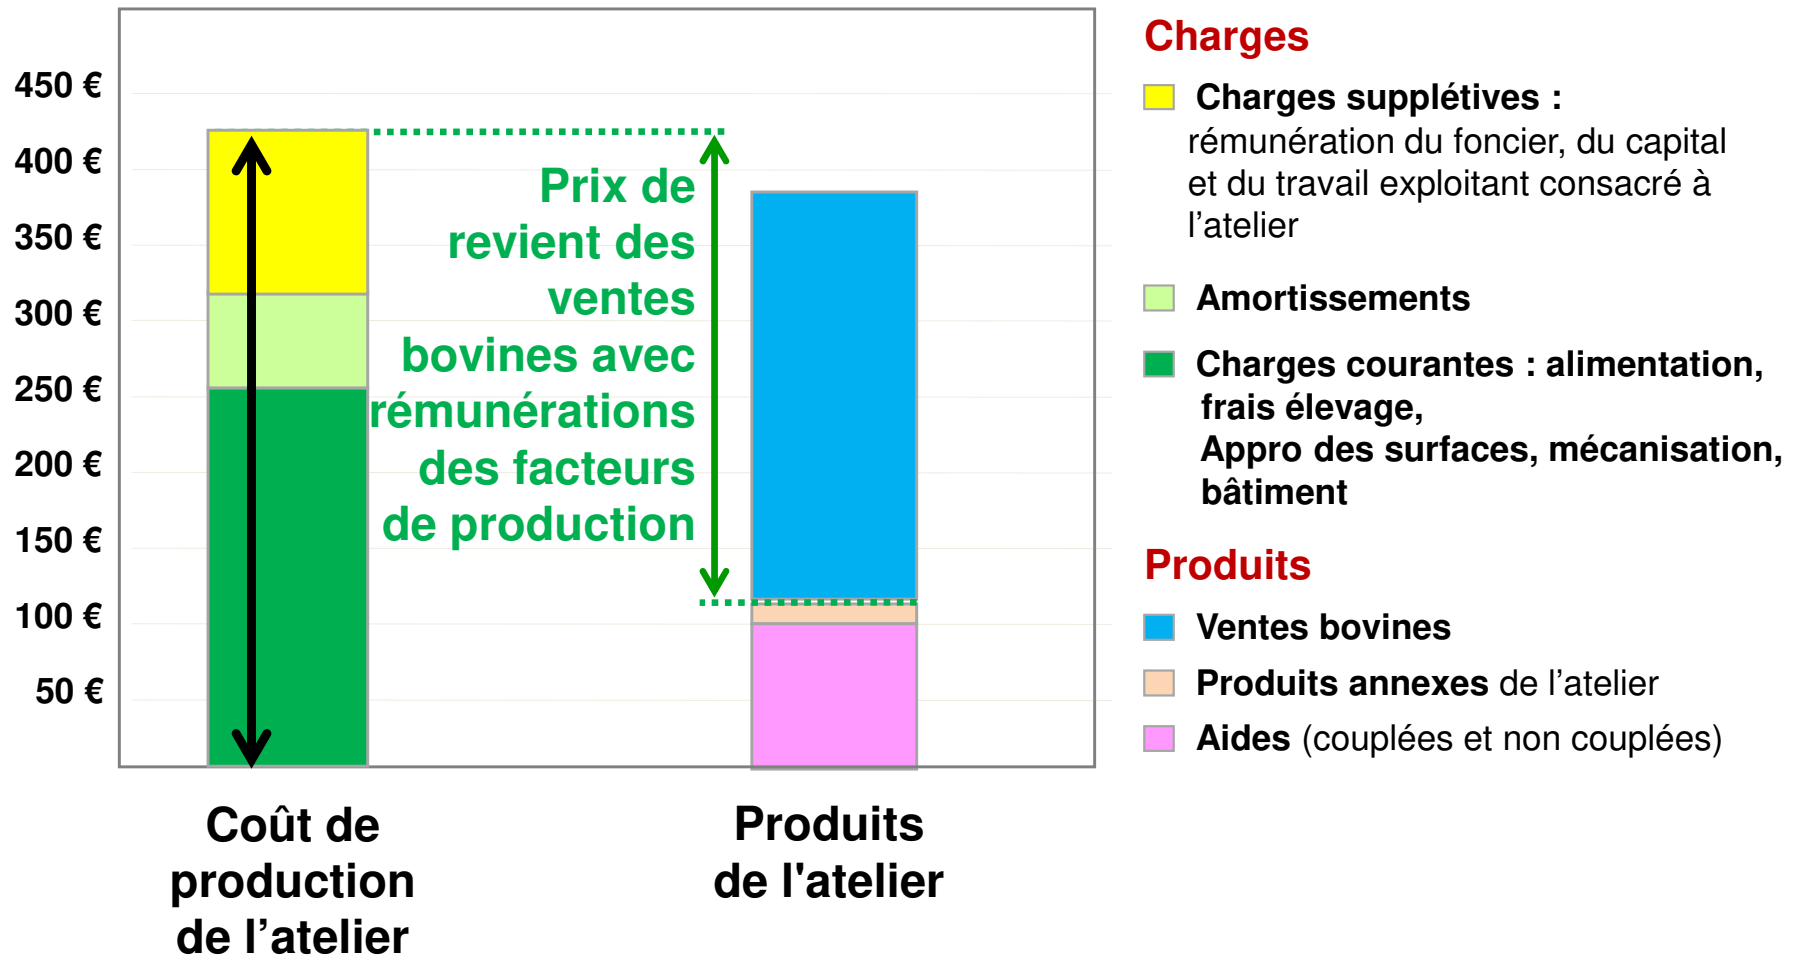 450 €
400 €
350 €
300 €
250 €
200 €
150 €
100 €
50 €
Prix de
revient des
ventes
bovines avec
rémunérations
des facteurs
de production
Coût de
production
de l’atelier
Produits
de l'atelier
Charges
Charges supplétives :
rémunération du foncier, du capital
et du travail exploitant consacré à
l’atelier
Amortissements
Charges courantes : alimentation,
frais élevage,
Appro des surfaces, mécanisation,
bâtiment
Produits
Ventes bovines
Produits annexes de l’atelier
Aides (couplées et non couplées)